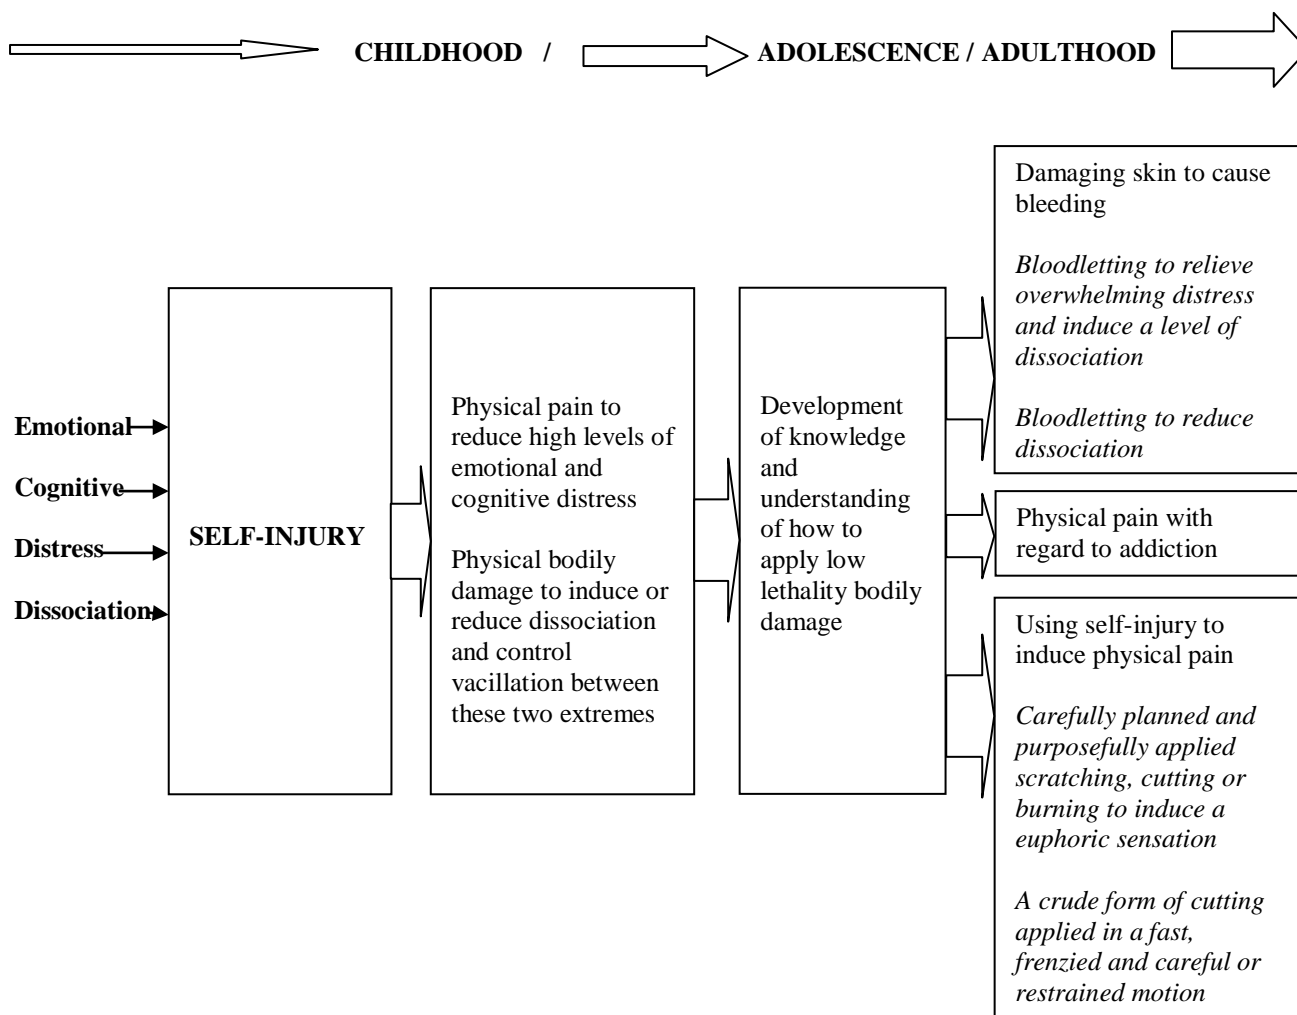 CHILDHOOD /
ADOLESCENCE / ADULTHOOD
Emotional
Cognitive
Distress
Dissociation
SELF-INJURY
Physical pain to
reduce high levels of
emotional and
cognitive distress
Physical bodily
damage to induce or
reduce dissociation
and control
vacillation between
these two extremes
Development
of knowledge
and
understanding
of how to
apply low
lethality bodily
damage
Damaging skin to cause
bleeding
Bloodletting to relieve
overwhelming distress
and induce a level of
dissociation
Bloodletting to reduce
dissociation
Physical pain with
regard to addiction
Using self-injury to
induce physical pain
Carefully planned and
purposefully applied
scratching, cutting or
burning to induce a
euphoric sensation
A crude form of cutting
applied in a fast,
frenzied and careful or
restrained motion